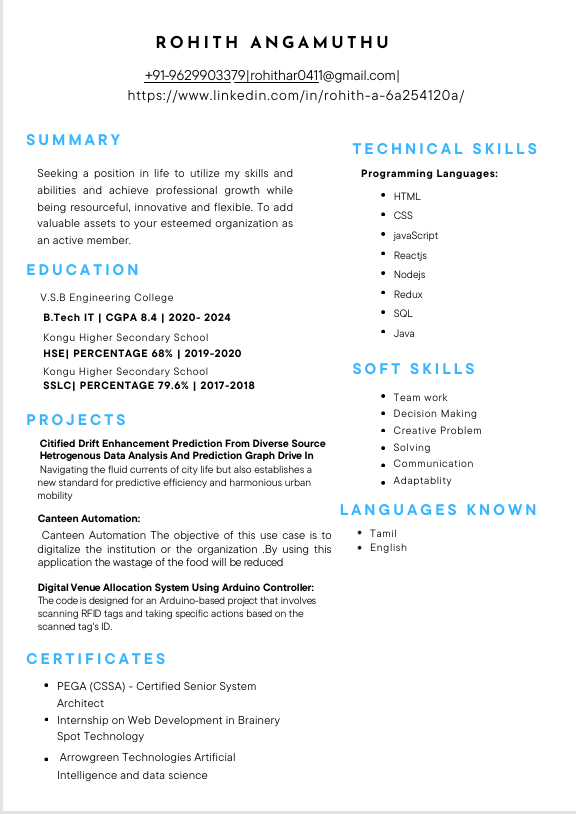 ROHITH ANGAMUTHU
+91-9629903379|rohithar0411@gmail.com|
https://www.linkedin.com/in/rohith-a-6a254120a/
SUMMARY
Seeking a position in life to utilize my skills and
abilities and achieve professional growth while
being resourceful, innovative and flexible. To add
valuable assets to your esteemed organization as
an active member.
EDUCATION
V.S.B Engineering College
B.Tech IT | CGPA 8.4 | 2020- 2024
Kongu Higher Secondary School
HSE| PERCENTAGE 68% | 2019-2020
Kongu Higher Secondary School
SSLC| PERCENTAGE 79.6% | 2017-2018
PROJECTS
Citified Drift Enhancement Prediction From Diverse Source
Hetrogenous Data Analysis And Prediction Graph Drive In
Navigating the fluid currents of city life but also establishes a
new standard for predictive efficiency and harmonious urban
mobility
Canteen Automation:
Canteen Automation The objective of this use case is to
digitalize the institution or the organization .By using this
application the wastage of the food will be reduced
Digital Venue Allocation System Using Arduino Controller:
The code is designed for an Arduino-based project that involves
scanning RFID tags and taking specific actions based on the
scanned tag's ID.
CERTIFICATES
• PEGA (CSSA) - Certified Senior System
Architect
• Internship on Web Development in Brainery
Spot Technology
• Arrowgreen Technologies Artificial
Intelligence and data science
TECHNICAL SKILLS
Programming Languages:
• HTML
• CSS
• javaScript
• Reactjs
• Nodejs
• Redux
• SQL
• Java
SOFT SKILLS
• Team work
• Decision Making
• Creative Problem
• Solving
• Communication
• Adaptablity
LANGUAGES KNOWN
• Tamil
• English